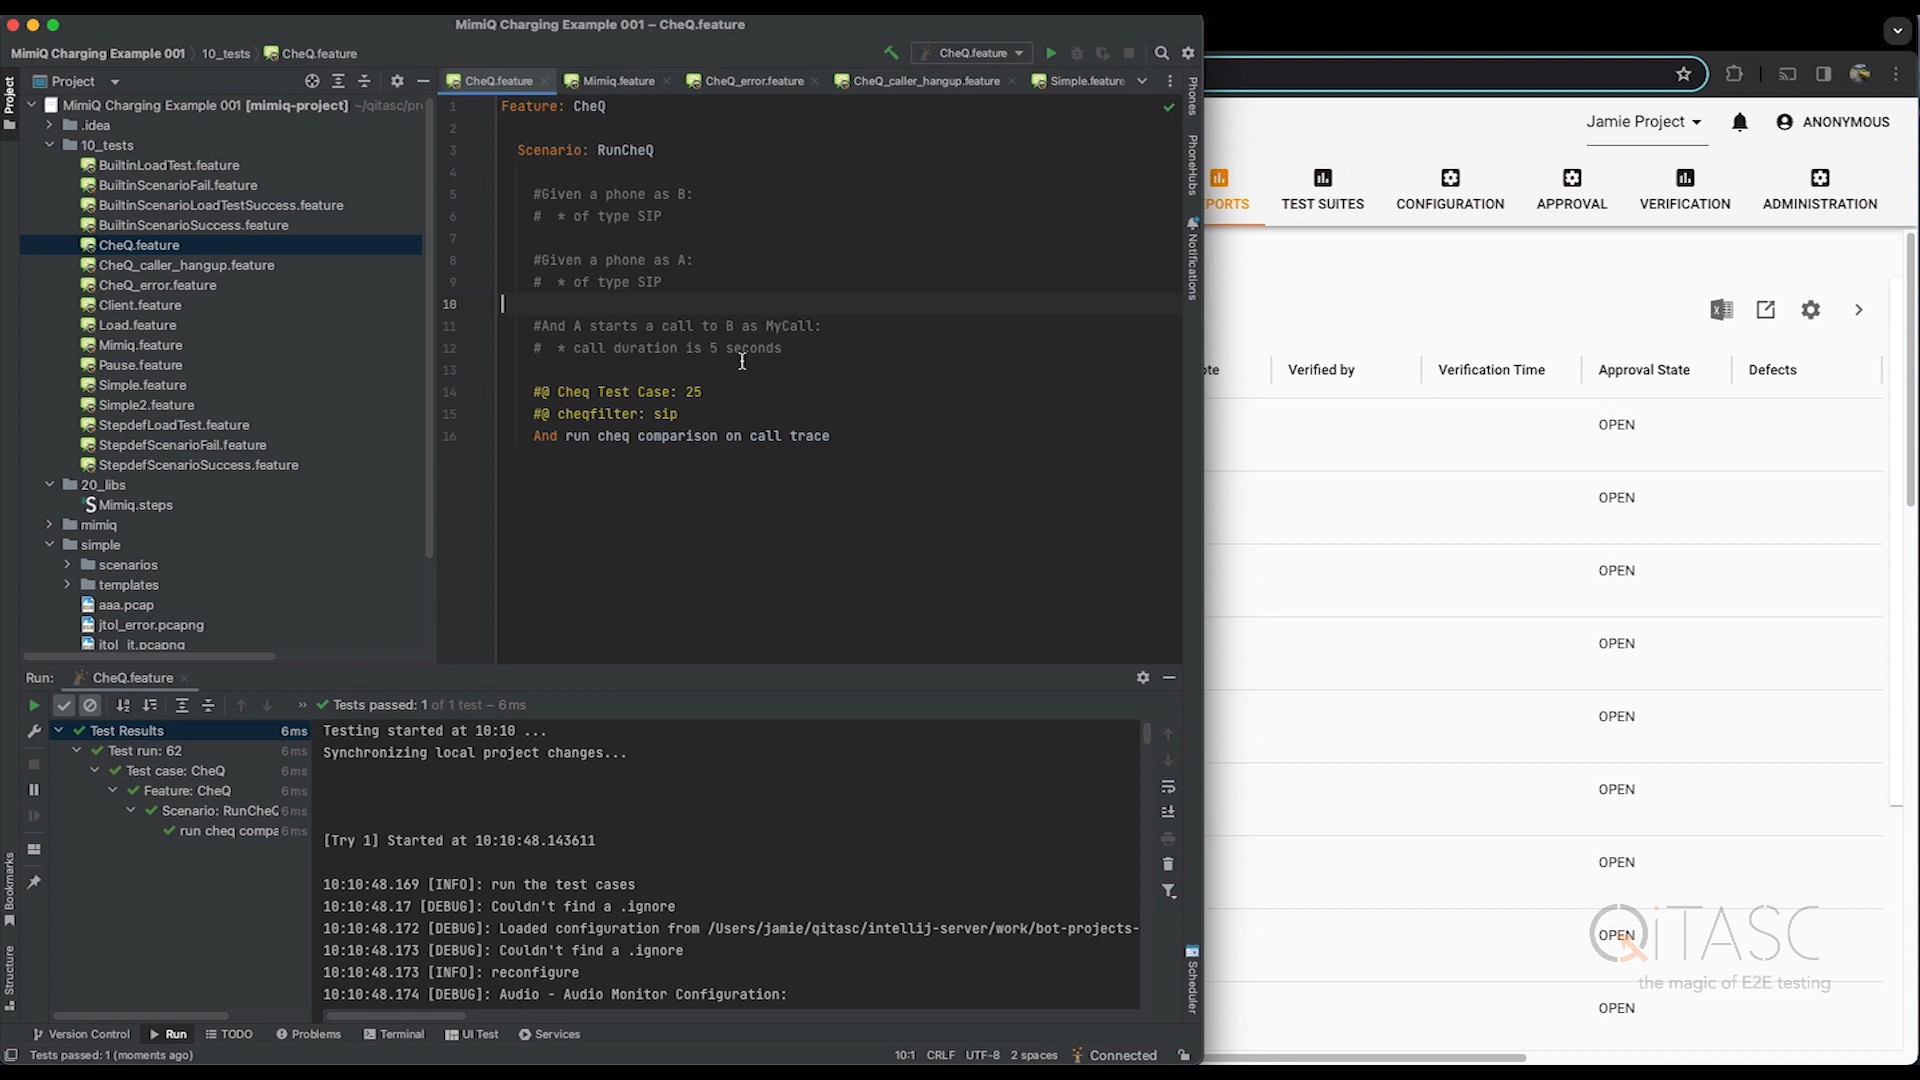 MimiQ Charging Example 001 – CheQ.feature
MimiQ Charging Example 001 › 10_tests › CheQ.feature
CheQ.feature
Project
CheQ.feature
Mimiq.feature
CheQ_error.feature
CheQ_caller_hangup.feature
Simple.feature
Project
MimiQ Charging Example 001 [mimiq-project] ~/qitasc/pr
.idea
10_tests
BuiltinLoadTest.feature
BuiltinScenarioFail.feature
BuiltinScenarioLoadTestSuccess.feature
BuiltinScenarioSuccess.feature
CheQ.feature
CheQ_caller_hangup.feature
CheQ_error.feature
Client.feature
Load.feature
Mimiq.feature
Pause.feature
Simple.feature
Simple2.feature
StepdefLoadTest.feature
StepdefScenarioFail.feature
StepdefScenarioSuccess.feature
20_libs
Mimiq.steps
mimiq
simple
scenarios
templates
aaa.pcap
jtol_error.pcapng
jtol_it.pcapng
1 Feature: CheQ
2
3 Scenario: RunCheQ
4
5 #Given a phone as B:
6 # * of type SIP
7
8 #Given a phone as A:
9 # * of type SIP
10
11 #And A starts a call to B as MyCall:
12 # * call duration is 5 seconds
13
14 #@ Cheq Test Case: 25
15 #@ cheqfilter: sip
16 And run cheq comparison on call trace
Phones
PhoneHubs
Notifications
Scheduler
Bookmarks
Structure
Run: CheQ.feature
Tests passed: 1 of 1 test – 6ms
Test Results 6ms
Test run: 62 6ms
Test case: CheQ 6ms
Feature: CheQ 6ms
Scenario: RunCheQ 6ms
run cheq compa 6ms
Testing started at 10:10 ...
Synchronizing local project changes...
[Try 1] Started at 10:10:48.143611
10:10:48.169 [INFO]: run the test cases
10:10:48.17 [DEBUG]: Couldn't find a .ignore
10:10:48.172 [DEBUG]: Loaded configuration from /Users/jamie/qitasc/intellij-server/work/bot-projects-
10:10:48.173 [DEBUG]: Couldn't find a .ignore
10:10:48.173 [INFO]: reconfigure
10:10:48.174 [DEBUG]: Audio - Audio Monitor Configuration:
Version Control
Run
TODO
Problems
Terminal
UI Test
Services
Tests passed: 1 (moments ago)
10:1 CRLF UTF-8 2 spaces Connected
Jamie Project
ANONYMOUS
PORTS
TEST SUITES
CONFIGURATION
APPROVAL
VERIFICATION
ADMINISTRATION
ote
Verified by
Verification Time
Approval State
Defects
OPEN
OPEN
OPEN
OPEN
OPEN
OPEN
OPEN
OPEN
OPEN
QiTASC
the magic of E2E testing